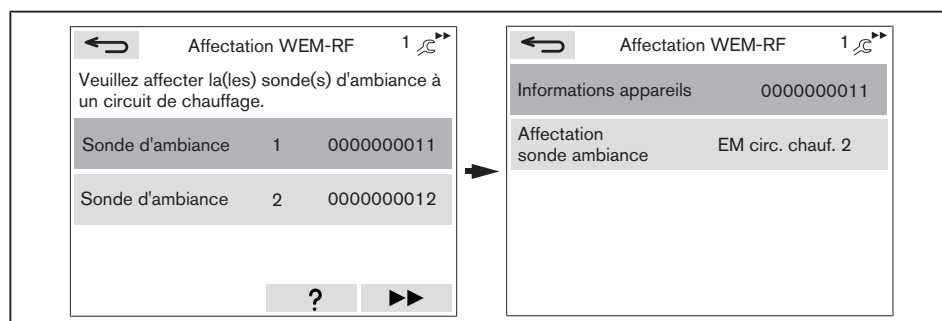 Affectation WEM-RF 1
Veuillez affecter la(les) sonde(s) d'ambiance à
un circuit de chauffage.
Sonde d'ambiance 1 0000000011
Sonde d'ambiance 2 0000000012
?
Affectation WEM-RF 1
Informations appareils 0000000011
Affectation
sonde ambiance EM circ. chauf. 2